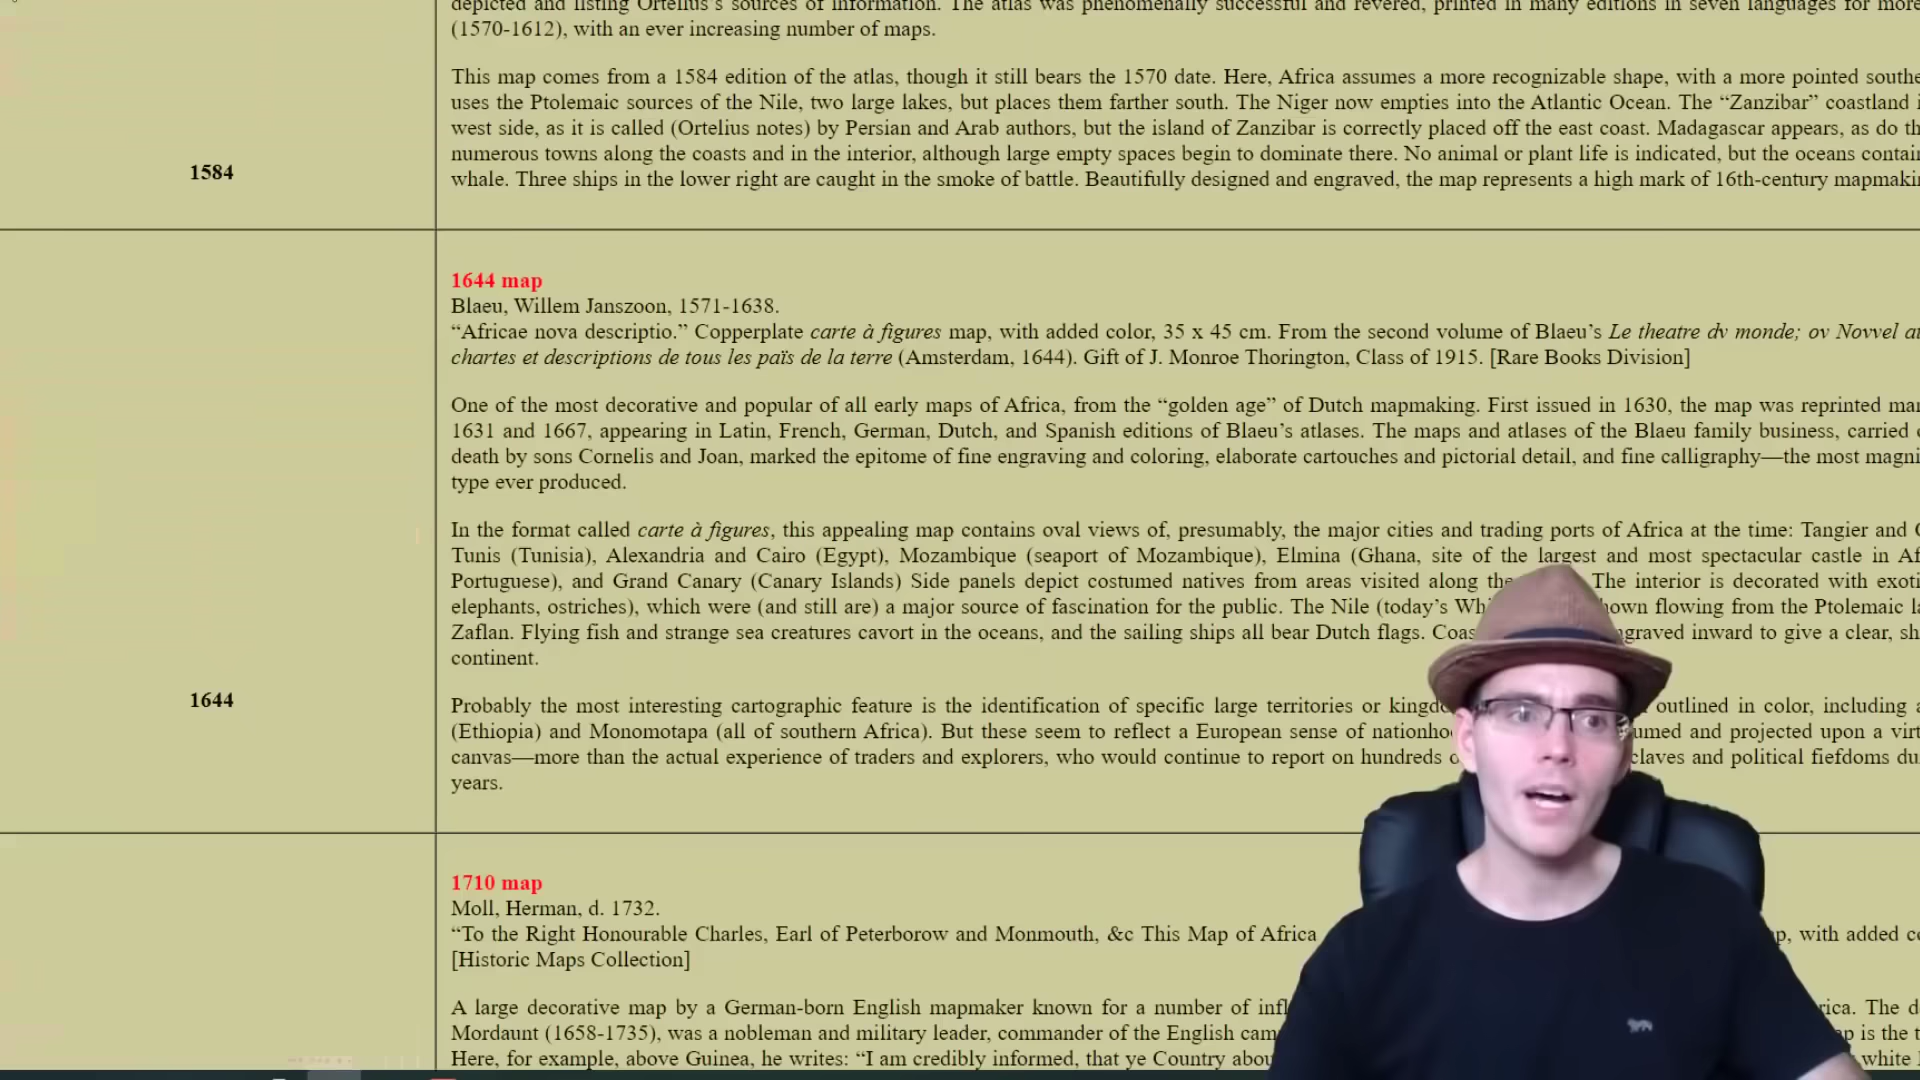 depicted and listing Ortelius's sources of information. The atlas was phenomenally successful and revered, printed in many editions in seven languages for more
(1570-1612), with an ever increasing number of maps.
This map comes from a 1584 edition of the atlas, though it still bears the 1570 date. Here, Africa assumes a more recognizable shape, with a more pointed
uses the Ptolemaic sources of the Nile, two large lakes, but places them farther south. The Niger now empties into the Atlantic Ocean. The “Zanzibar” coastland
west side, as it is called (Ortelius notes) by Persian and Arab authors, but the island of Zanzibar is correctly placed off the east coast. Madagascar appears, as do
numerous towns along the coasts and in the interior, although large empty spaces begin to dominate there. No animal or plant life is indicated, but the oceans
1584
whale. Three ships in the lower right are caught in the smoke of battle. Beautifully designed and engraved, the map represents a high mark of 16th-century
1644 map
Blaeu, Willem Janszoon, 1571-1638.
“Africae nova descriptio.” Copperplate carte à figures map, with added color, 35 x 45 cm. From the second volume of Blaeu’s Le theatre dv monde; ov Novvel
chartes et descriptions de tous les païs de la terre (Amsterdam, 1644). Gift of J. Monroe Thorington, Class of 1915. [Rare Books Division]
One of the most decorative and popular of all early maps of Africa, from the “golden age” of Dutch mapmaking. First issued in 1630, the map was reprinted
1631 and 1667, appearing in Latin, French, German, Dutch, and Spanish editions of Blaeu’s atlases. The maps and atlases of the Blaeu family business, carried
death by sons Cornelis and Joan, marked the epitome of fine engraving and coloring, elaborate cartouches and pictorial detail, and fine calligraphy—the most
type ever produced.
In the format called carte à figures, this appealing map contains oval views of, presumably, the major cities and trading ports of Africa at the time: Tangier and
Tunis (Tunisia), Alexandria and Cairo (Egypt), Mozambique (seaport of Mozambique), Elmina (Ghana, site of the largest and most spectacular castle in
Portuguese), and Grand Canary (Canary Islands) Side panels depict costumed natives from areas visited along the The interior is decorated with
elephants, ostriches), which were (and still are) a major source of fascination for the public. The Nile (today’s flowing from the Ptolemaic
Zaflan. Flying fish and strange sea creatures cavort in the oceans, and the sailing ships all bear Dutch flags. inward to give a clear,
continent.
1644
Probably the most interesting cartographic feature is the identification of specific large territories or outlined in color, including
(Ethiopia) and Monomotapa (all of southern Africa). But these seem to reflect a European sense of and projected upon a
canvas—more than the actual experience of traders and explorers, who would continue to report on hundreds and political fiefdoms
years.
1710 map
Moll, Herman, d. 1732.
“To the Right Honourable Charles, Earl of Peterborow and Monmouth, &c This Map of Africa with added
[Historic Maps Collection]
A large decorative map by a German-born English mapmaker known for a number of The
Mordaunt (1658-1735), was a nobleman and military leader, commander of the English is the
Here, for example, above Guinea, he writes: “I am credibly informed, that ye Country white